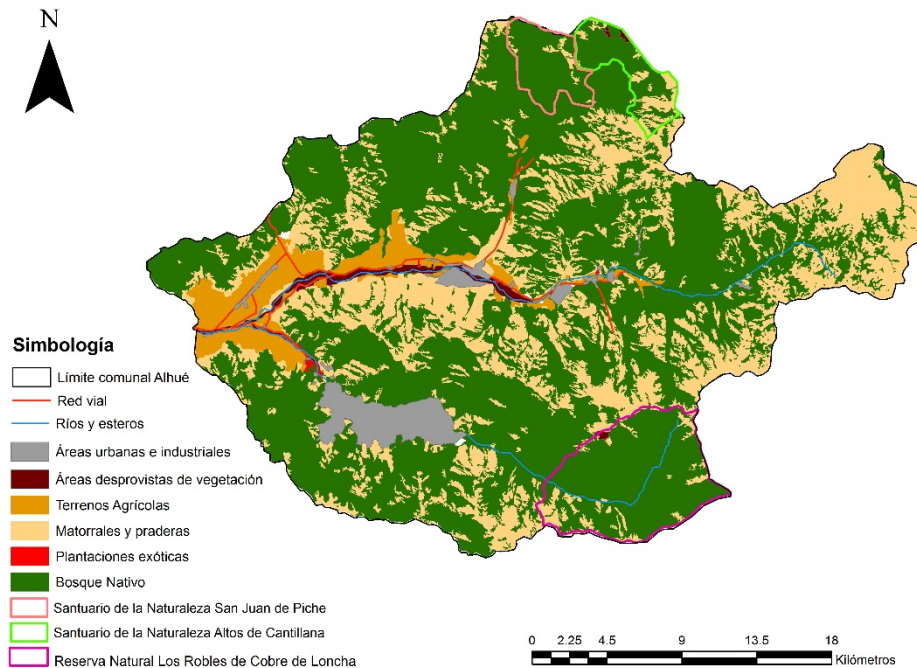 N
Simbología
Límite comunal Alhué
Red vial
Ríos y esteros
Áreas urbanas e industriales
Áreas desprovistas de vegetación
Terrenos Agrícolas
Matorrales y praderas
Plantaciones exóticas
Bosque Nativo
Santuario de la Naturaleza San Juan de Piche
Santuario de la Naturaleza Altos de Cantillana
Reserva Natural Los Robles de Cobre de Loncha
0 2.25 4.5 9 13.5 18
Kilómetros